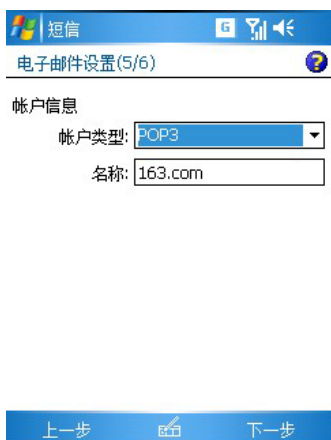 短信 G
电子邮件设置(5/6) ?
帐户信息
帐户类型: POP3
名称: 163.com
上一步 下一步